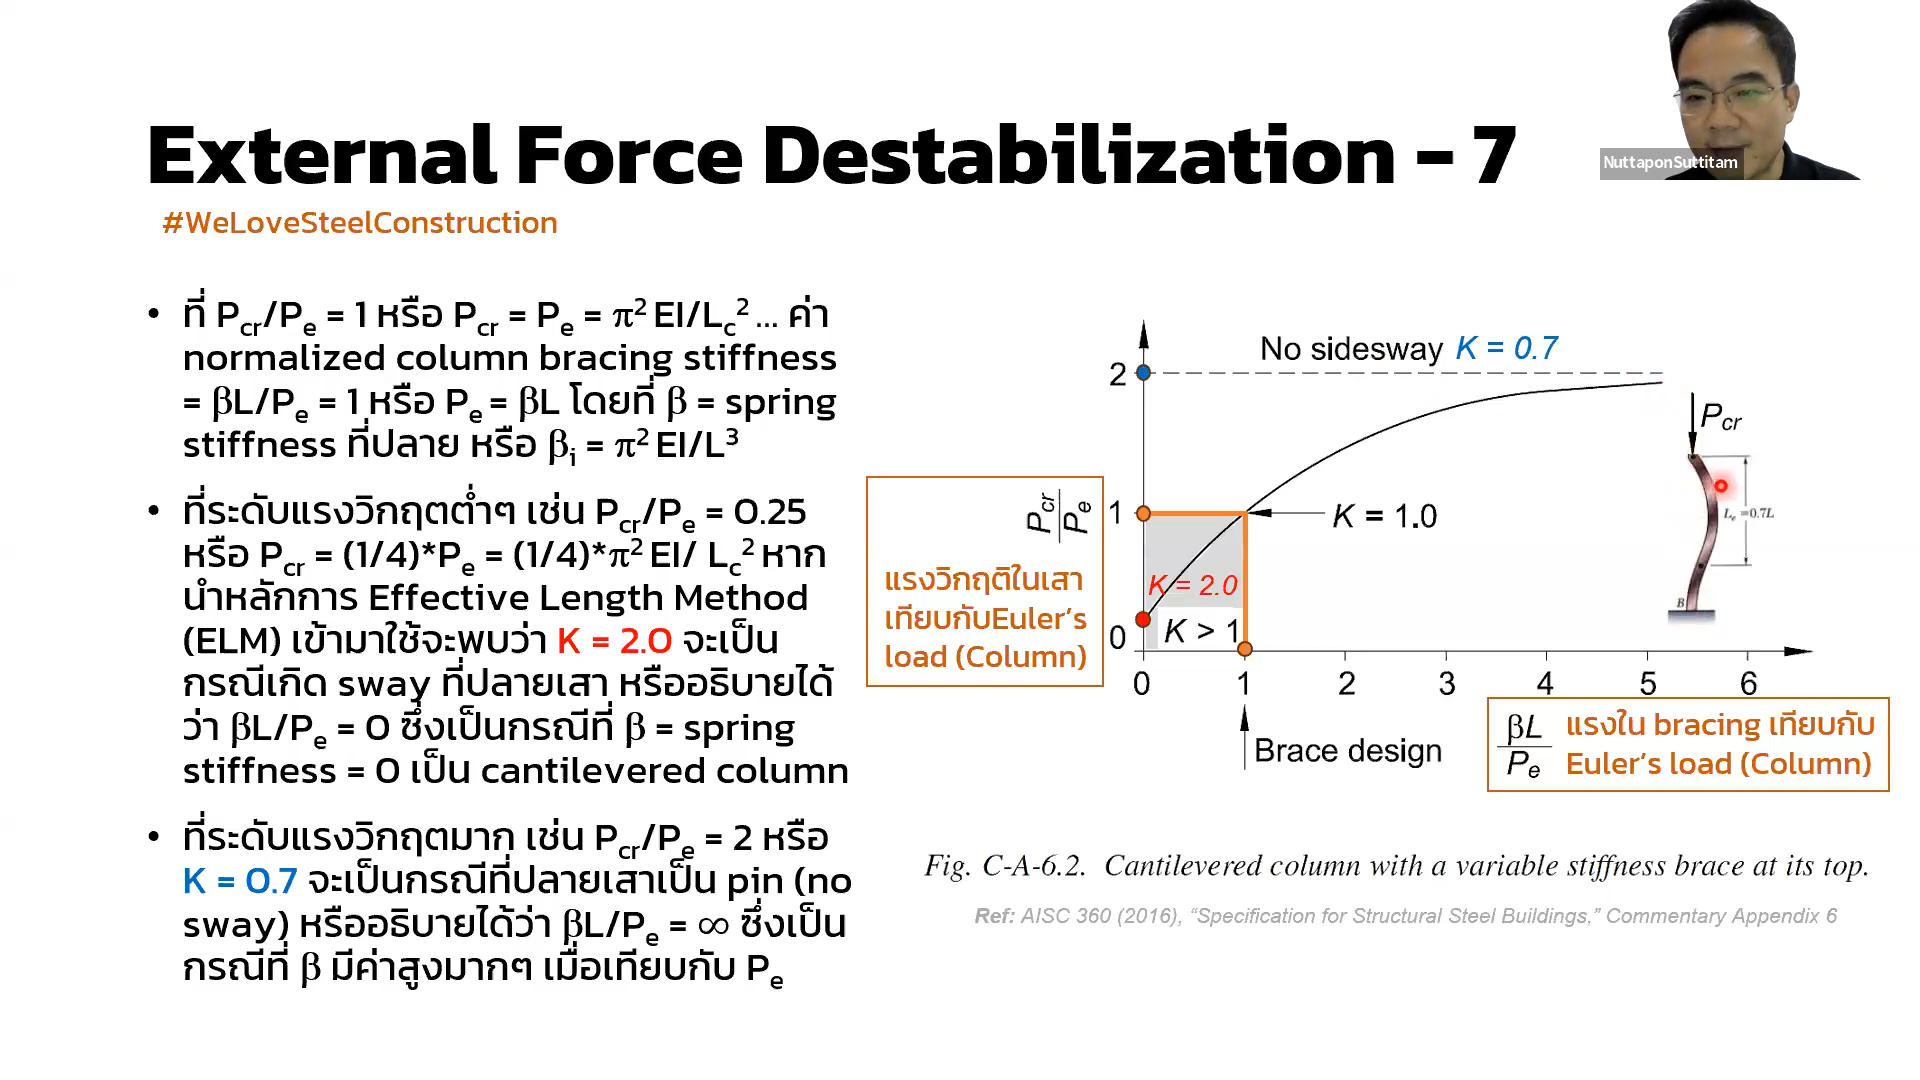 NuttaponSuttitam
External Force Destabilization – 7
#WeLoveSteelConstruction
• ที่ Pcr/Pe = 1 หรือ Pcr = Pe = π² EI/Lc² ... ค่า
normalized column bracing stiffness
= βL/Pe = 1 หรือ Pe = βL โดยที่ β = spring
stiffness ที่ปลาย หรือ βi = π² EI/L³
• ที่ระดับแรงวิกฤตต่ำๆ เช่น Pcr/Pe = 0.25
หรือ Pcr = (1/4)*Pe = (1/4)*π² EI/ Lc² หาก
นำหลักการ Effective Length Method
(ELM) เข้ามาใช้จะพบว่า K = 2.0 จะเป็น
กรณีเกิด sway ที่ปลายเสา หรืออธิบายได้
ว่า βL/Pe = 0 ซึ่งเป็นกรณีที่ β = spring
stiffness = 0 เป็น cantilevered column
• ที่ระดับแรงวิกฤตมาก เช่น Pcr/Pe = 2 หรือ
K = 0.7 จะเป็นกรณีที่ปลายเสาเป็น pin (no
sway) หรืออธิบายได้ว่า βL/Pe = ∞ ซึ่งเป็น
กรณีที่ β มีค่าสูงมากๆ เมื่อเทียบกับ Pe
No sidesway K = 0.7
2
Pcr
Le =0.7L
B
Pcr/Pe
1
K = 1.0
แรงวิกฤติในเสา
เทียบกับEuler's
load (Column)
K = 2.0
K > 1
0
0 1 2 3 4 5 6
Brace design
βL/Pe
แรงใน bracing เทียบกับ
Euler's load (Column)
Fig. C-A-6.2. Cantilevered column with a variable stiffness brace at its top.
Ref: AISC 360 (2016), “Specification for Structural Steel Buildings,” Commentary Appendix 6